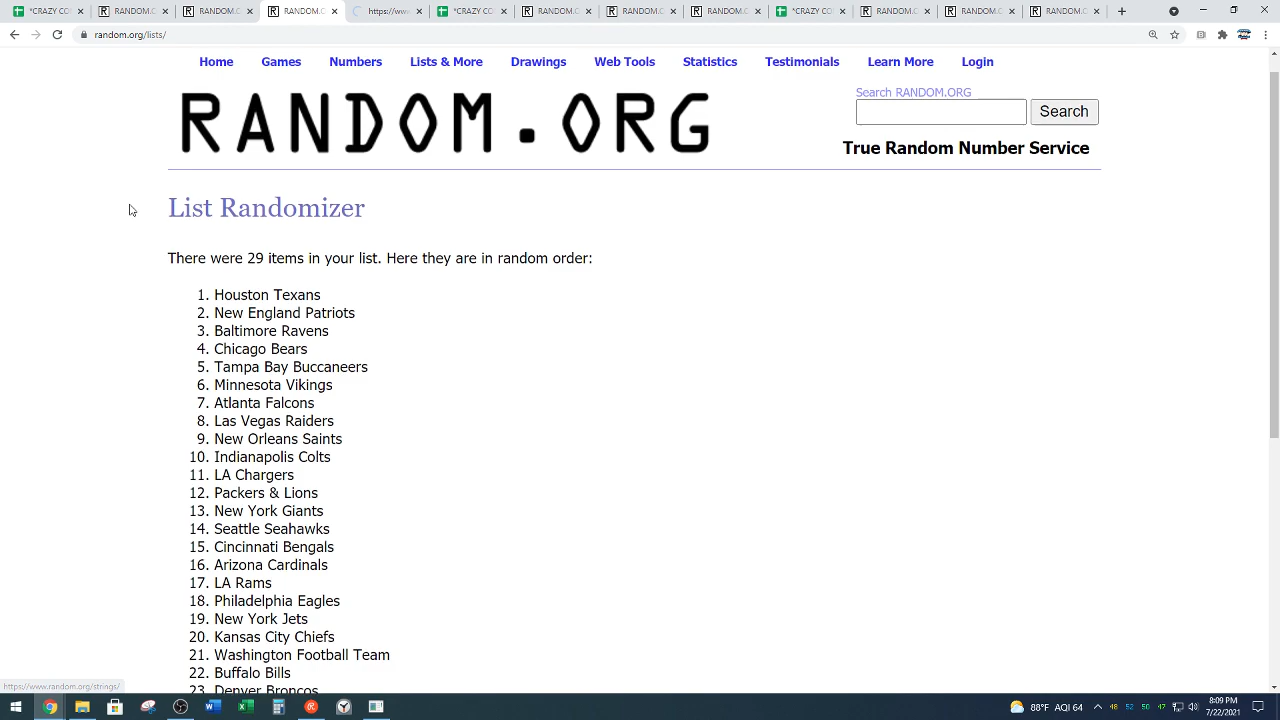 *CRAZY CO
RANDOM.C
RANDOM.O
RANDOM.C
https://ww
*CRAZY CO
RANDOM.C
RANDOM.C
RANDOM.C
*CRAZY CO
RANDOM.C
RANDOM.C
RANDOM.C
random.org/lists/
Home Games Numbers Lists & More Drawings Web Tools Statistics Testimonials Learn More Login
RANDOM.ORG
Search RANDOM.ORG
Search
True Random Number Service
List Randomizer
There were 29 items in your list. Here they are in random order:
1. Houston Texans
2. New England Patriots
3. Baltimore Ravens
4. Chicago Bears
5. Tampa Bay Buccaneers
6. Minnesota Vikings
7. Atlanta Falcons
8. Las Vegas Raiders
9. New Orleans Saints
10. Indianapolis Colts
11. LA Chargers
12. Packers & Lions
13. New York Giants
14. Seattle Seahawks
15. Cincinnati Bengals
16. Arizona Cardinals
17. LA Rams
18. Philadelphia Eagles
19. New York Jets
20. Kansas City Chiefs
21. Washington Football Team
22. Buffalo Bills
23. Denver Broncos
https://www.random.org/strings/
88°F AQI 64
48 52 50 47
8:09 PM
7/22/2021